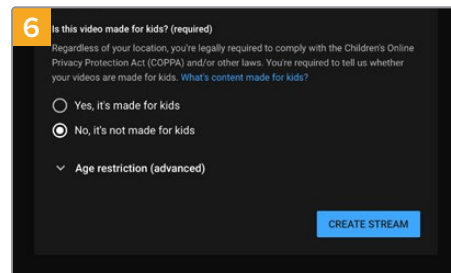 6
Is this video made for kids? (required)
Regardless of your location, you're legally required to comply with the Children's Online
Privacy Protection Act (COPPA) and/or other laws. You're required to tell us whether
your videos are made for kids. What's content made for kids?
Yes, it's made for kids
No, it's not made for kids
Age restriction (advanced)
CREATE STREAM